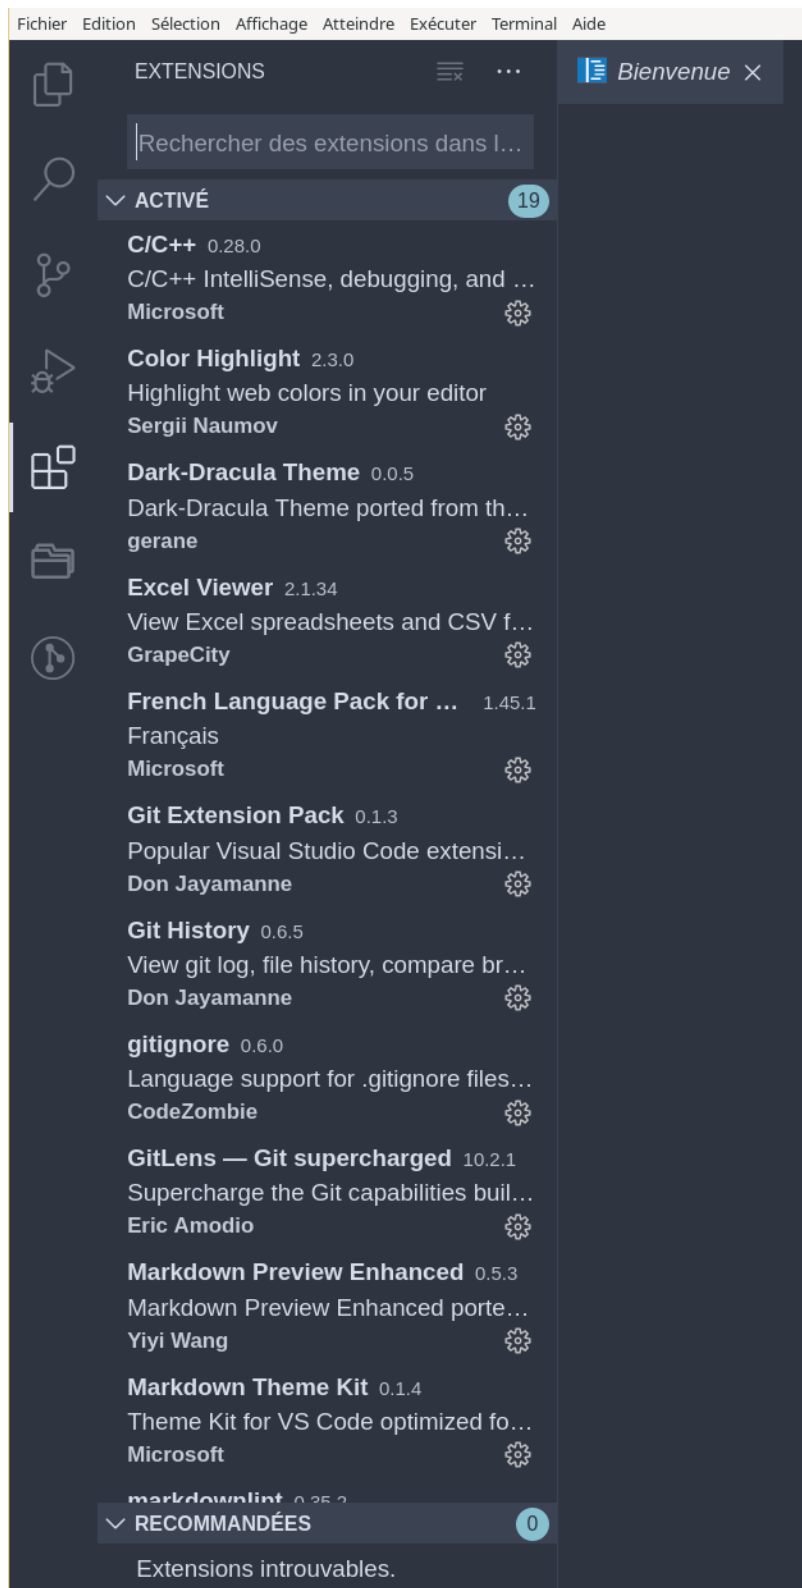 Fichier Edition Sélection Affichage Atteindre Exécuter Terminal Aide
EXTENSIONS
Bienvenue
Rechercher des extensions dans l…
ACTIVÉ 19
C/C++ 0.28.0
C/C++ IntelliSense, debugging, and …
Microsoft
Color Highlight 2.3.0
Highlight web colors in your editor
Sergii Naumov
Dark-Dracula Theme 0.0.5
Dark-Dracula Theme ported from th…
gerane
Excel Viewer 2.1.34
View Excel spreadsheets and CSV f…
GrapeCity
French Language Pack for … 1.45.1
Français
Microsoft
Git Extension Pack 0.1.3
Popular Visual Studio Code extensi…
Don Jayamanne
Git History 0.6.5
View git log, file history, compare br…
Don Jayamanne
gitignore 0.6.0
Language support for .gitignore files…
CodeZombie
GitLens — Git supercharged 10.2.1
Supercharge the Git capabilities buil…
Eric Amodio
Markdown Preview Enhanced 0.5.3
Markdown Preview Enhanced porte…
Yiyi Wang
Markdown Theme Kit 0.1.4
Theme Kit for VS Code optimized fo…
Microsoft
markdownlint 0.35.2
RECOMMANDÉES 0
Extensions introuvables.